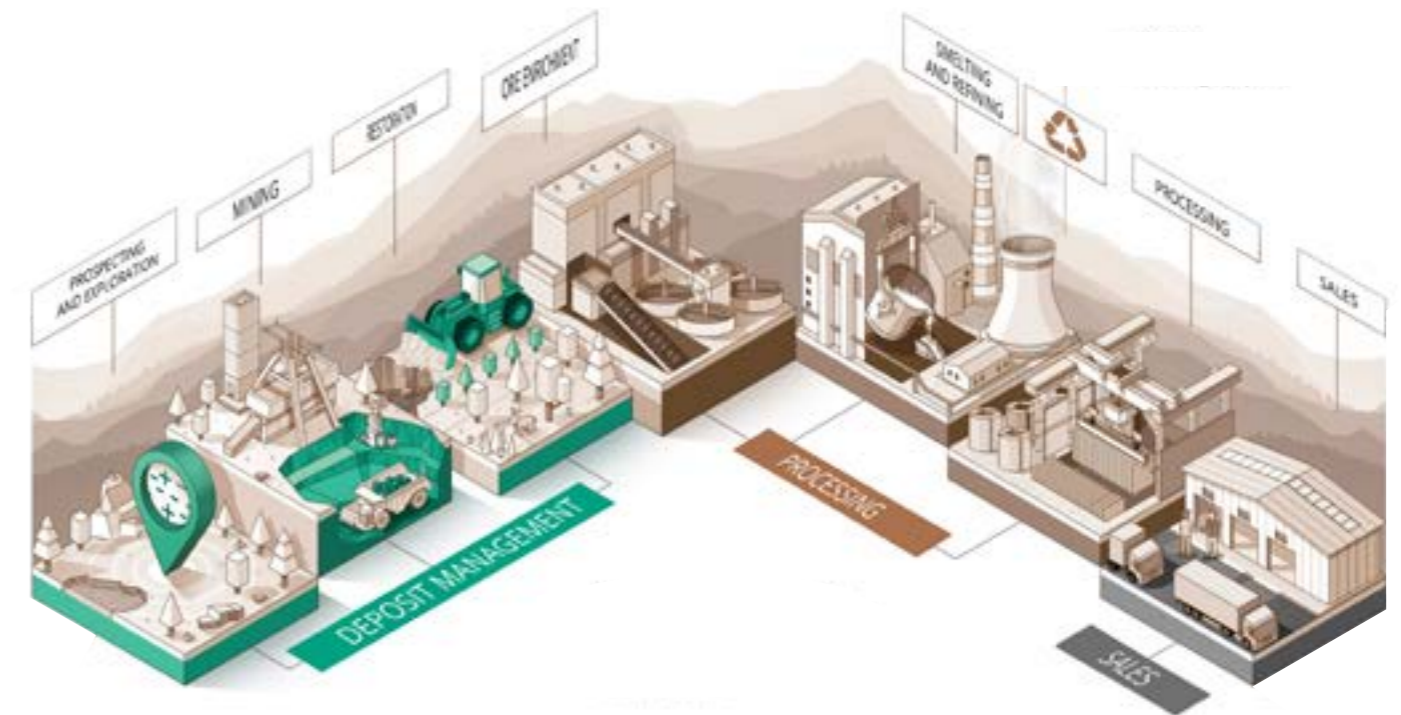 PROSPECTING
AND EXPLORATION
MINING
RESTORATION
ORE ENRICHMENT
SMELTING
AND REFINING
PROCESSING
SALES
DEPOSIT MANAGEMENT
PROCESSING
SALES